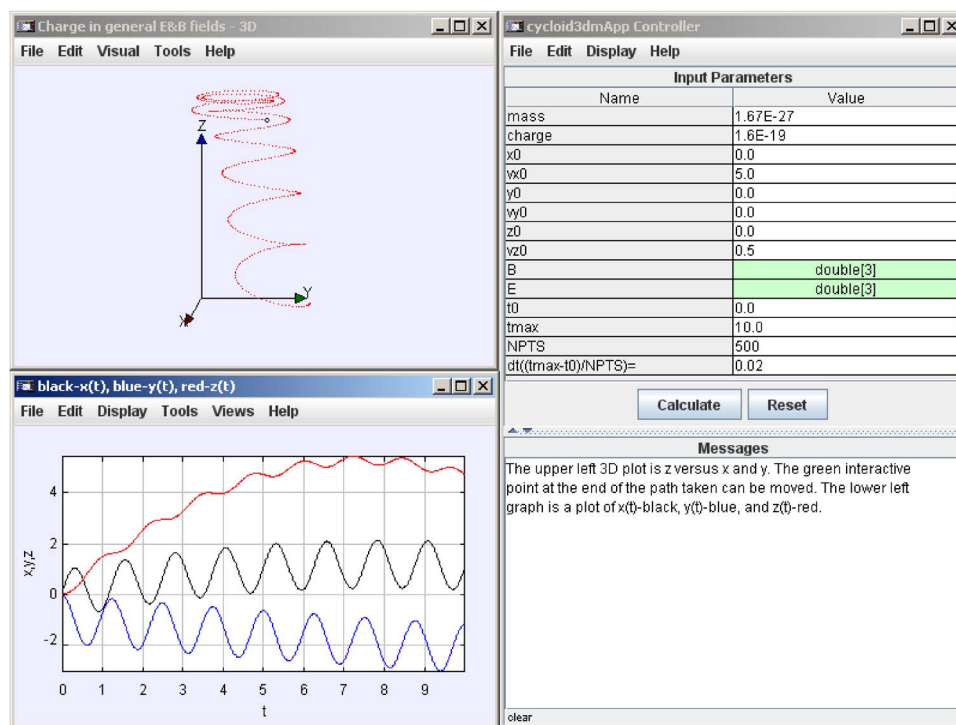 Charge in general E&B fields - 3D
File Edit Visual Tools Help
Z
Y
X
black-x(t), blue-y(t), red-z(t)
File Edit Display Tools Views Help
x,y,z
4
2
0
-2
0 1 2 3 4 5 6 7 8 9
t
cycloid3dmApp Controller
File Edit Display Help
Input Parameters
Name Value
mass 1.67E-27
charge 1.6E-19
x0 0.0
vx0 5.0
y0 0.0
vy0 0.0
z0 0.0
vz0 0.5
B double[3]
E double[3]
t0 0.0
tmax 10.0
NPTS 500
dt((tmax-t0)/NPTS)= 0.02
Calculate Reset
Messages
The upper left 3D plot is z versus x and y. The green interactive
point at the end of the path taken can be moved. The lower left
graph is a plot of x(t)-black, y(t)-blue, and z(t)-red.
clear